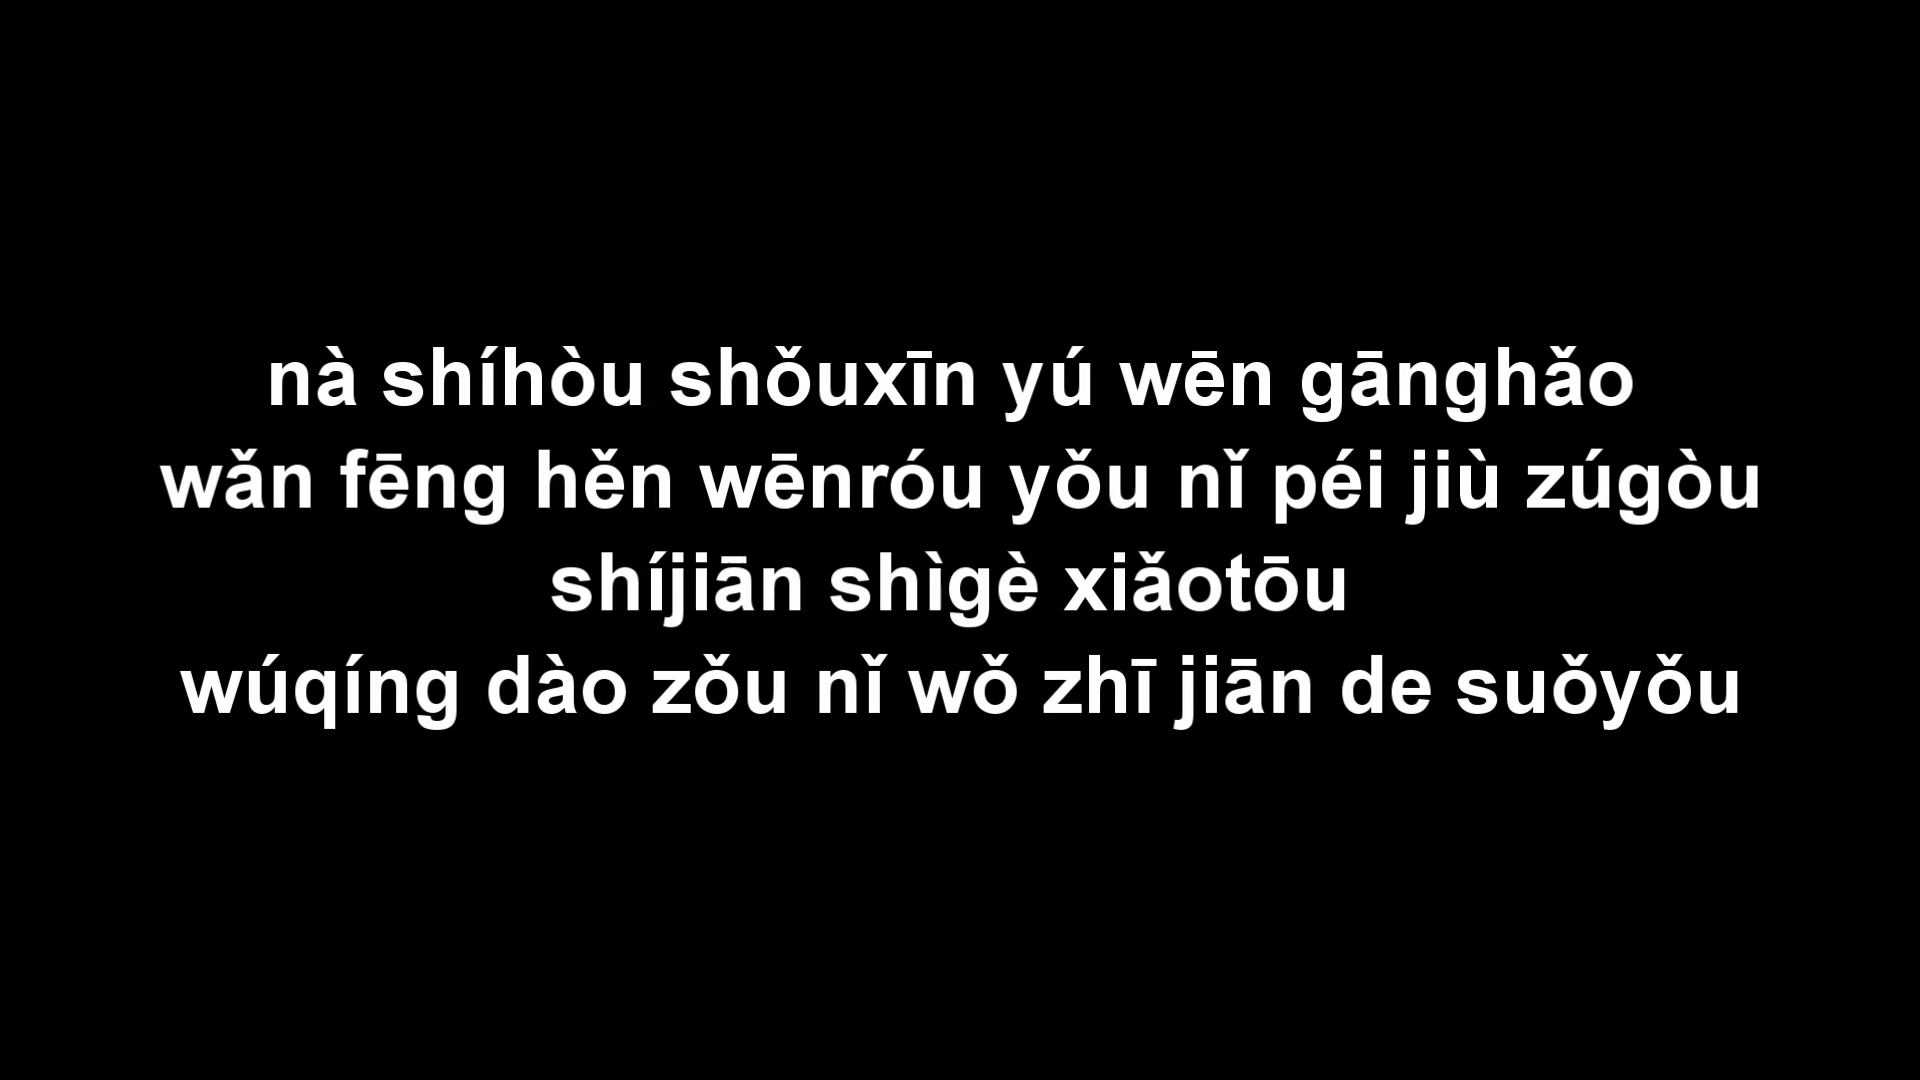 nà shíhòu shǒuxīn yú wēn gānghǎo
wǎn fēng hěn wēnróu yǒu nǐ péi jiù zúgòu
shíjiān shìgè xiǎotōu
wúqíng dào zǒu nǐ wǒ zhī jiān de suǒyǒu